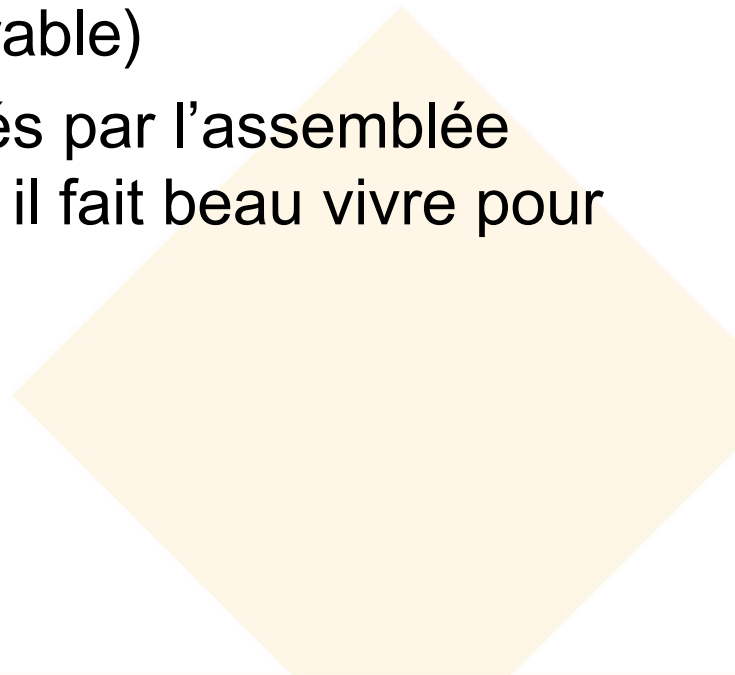 able)
és par l’assemblée
il fait beau vivre pour